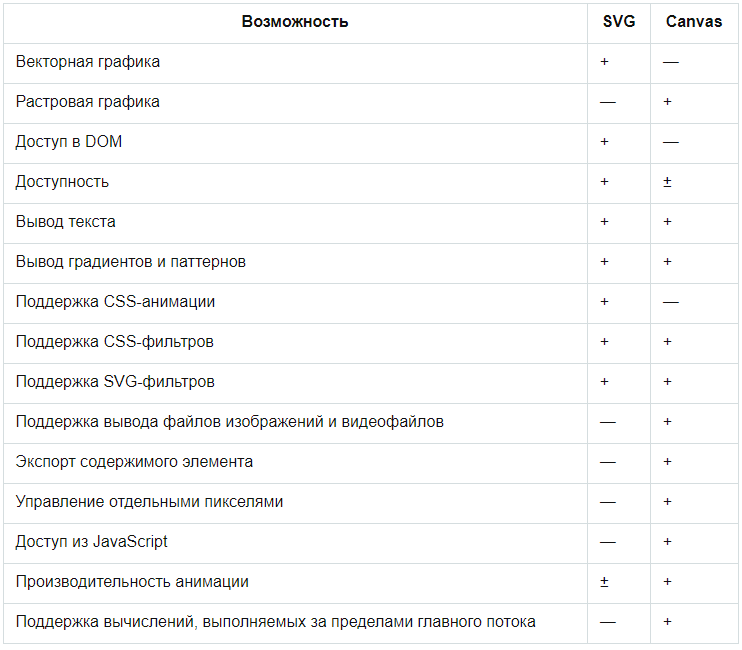 Возможность SVG Canvas
Векторная графика + —
Растровая графика — +
Доступ в DOM + —
Доступность + ±
Вывод текста + +
Вывод градиентов и паттернов + +
Поддержка CSS-анимации + —
Поддержка CSS-фильтров + +
Поддержка SVG-фильтров + +
Поддержка вывода файлов изображений и видеофайлов — +
Экспорт содержимого элемента — +
Управление отдельными пикселями — +
Доступ из JavaScript — +
Производительность анимации ± +
Поддержка вычислений, выполняемых за пределами главного потока — +